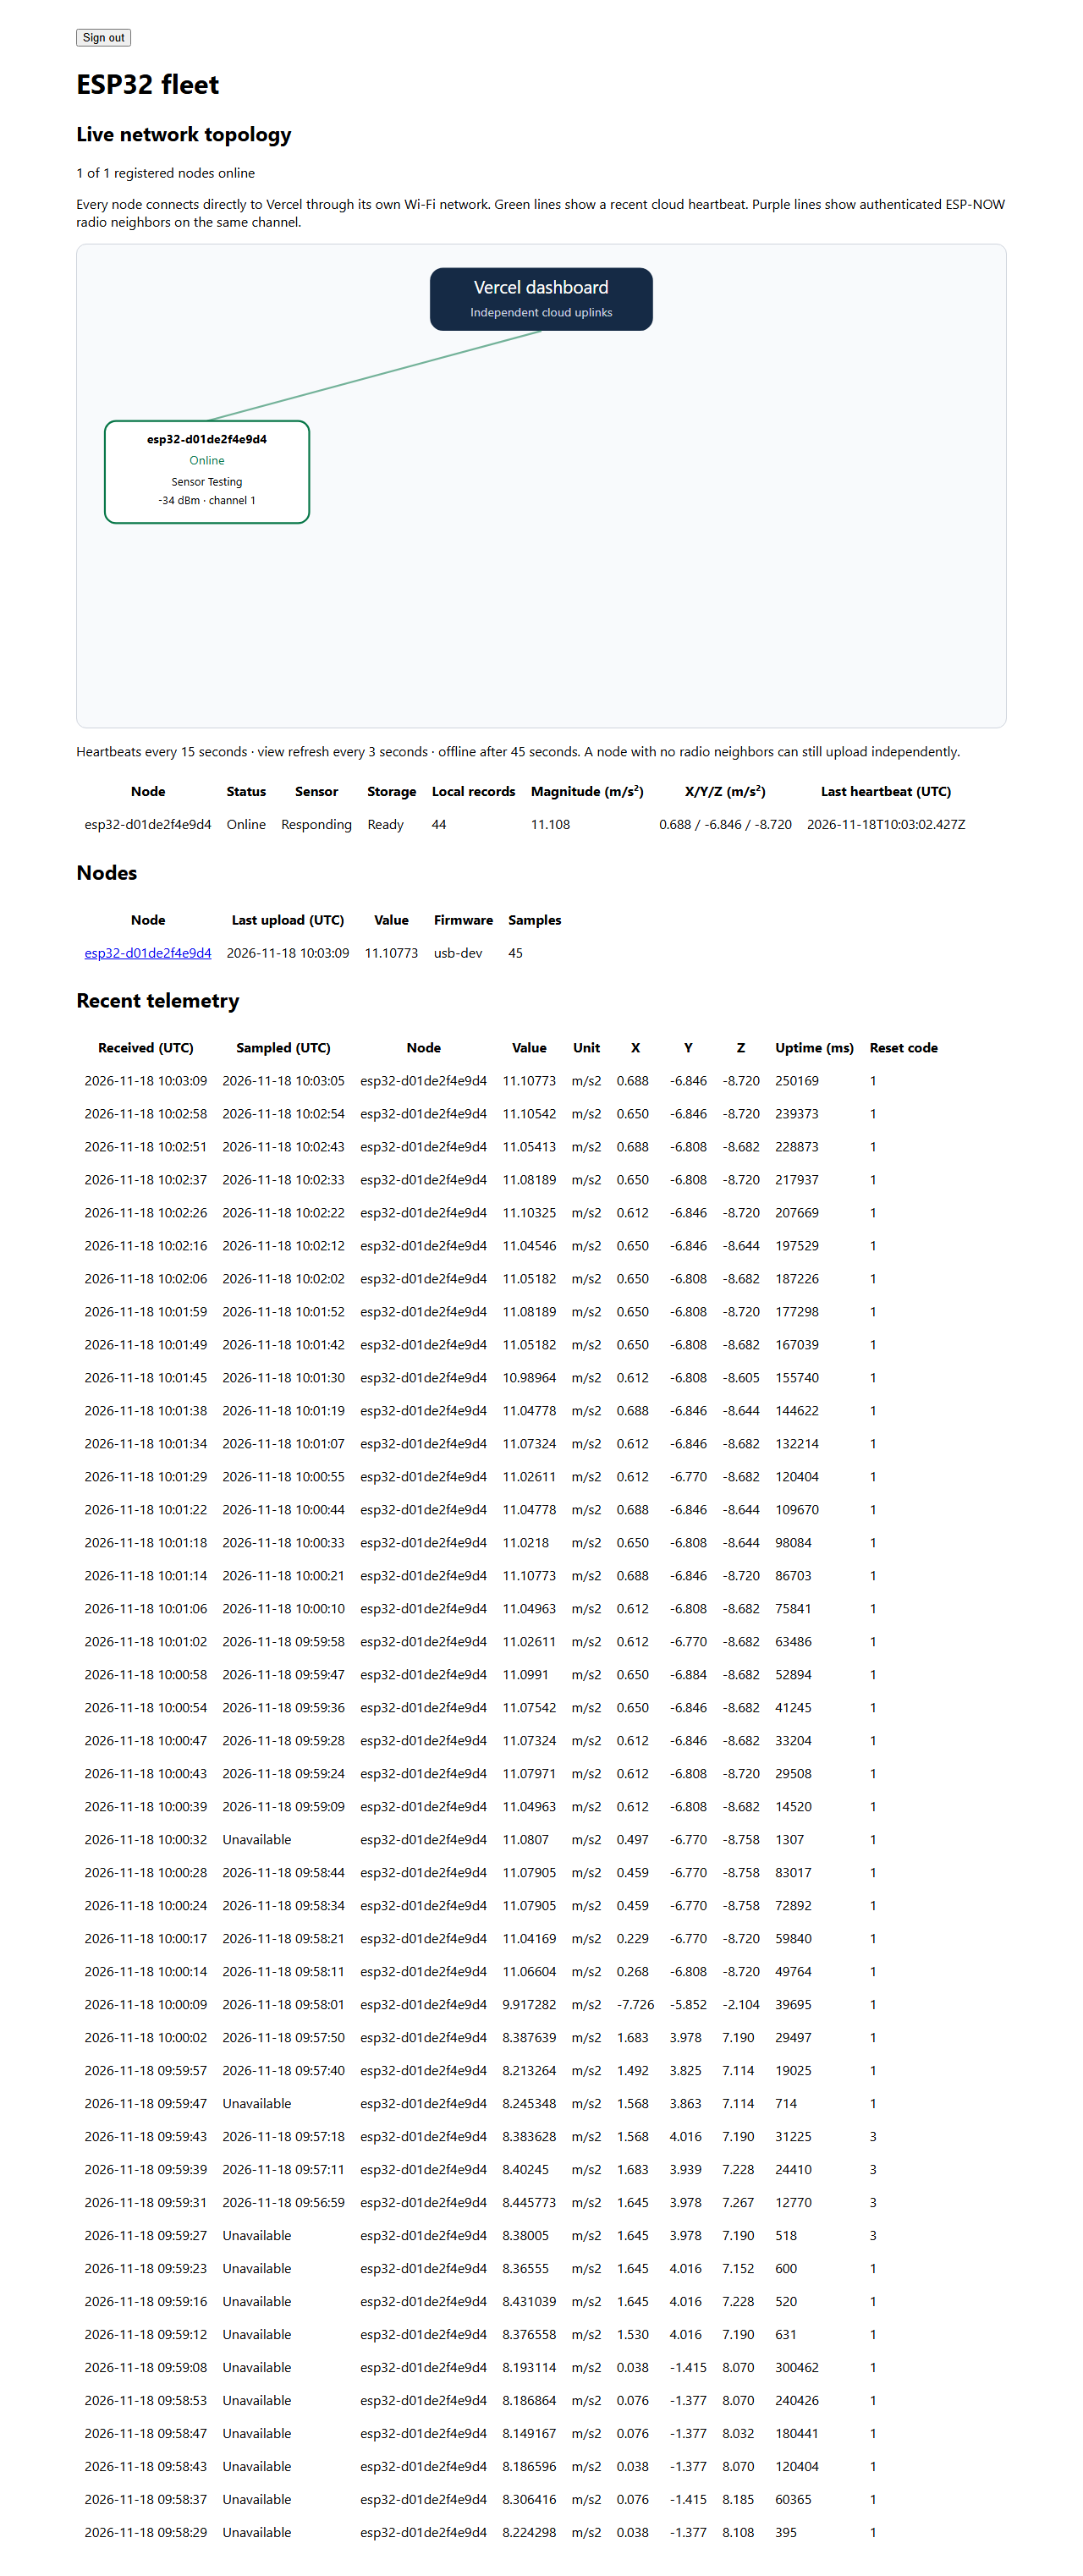 Sign out
ESP32 fleet
Live network topology
1 of 1 registered nodes online
Every node connects directly to Vercel through its own Wi-Fi network. Green lines show a recent cloud heartbeat. Purple lines show authenticated ESP-NOW
radio neighbors on the same channel.
Vercel dashboard
Independent cloud uplinks
esp32-d01de2f4e9d4
Online
Sensor Testing
-34 dBm · channel 1
Heartbeats every 15 seconds · view refresh every 3 seconds · offline after 45 seconds. A node with no radio neighbors can still upload independently.
Node Status Sensor Storage Local records Magnitude (m/s²) X/Y/Z (m/s²) Last heartbeat (UTC)
esp32-d01de2f4e9d4 Online Responding Ready 44 11.108 0.688 / -6.846 / -8.720 2026-11-18T10:03:02.427Z
Nodes
Node Last upload (UTC) Value Firmware Samples
esp32-d01de2f4e9d4 2026-11-18 10:03:09 11.10773 usb-dev 45
Recent telemetry
Received (UTC) Sampled (UTC) Node Value Unit X Y Z Uptime (ms) Reset code
2026-11-18 10:03:09 2026-11-18 10:03:05 esp32-d01de2f4e9d4 11.10773 m/s2 0.688 -6.846 -8.720 250169 1
2026-11-18 10:02:58 2026-11-18 10:02:54 esp32-d01de2f4e9d4 11.10542 m/s2 0.650 -6.846 -8.720 239373 1
2026-11-18 10:02:51 2026-11-18 10:02:43 esp32-d01de2f4e9d4 11.05413 m/s2 0.688 -6.808 -8.682 228873 1
2026-11-18 10:02:37 2026-11-18 10:02:33 esp32-d01de2f4e9d4 11.08189 m/s2 0.650 -6.808 -8.720 217937 1
2026-11-18 10:02:26 2026-11-18 10:02:22 esp32-d01de2f4e9d4 11.10325 m/s2 0.612 -6.846 -8.720 207669 1
2026-11-18 10:02:16 2026-11-18 10:02:12 esp32-d01de2f4e9d4 11.04546 m/s2 0.650 -6.846 -8.644 197529 1
2026-11-18 10:02:06 2026-11-18 10:02:02 esp32-d01de2f4e9d4 11.05182 m/s2 0.650 -6.808 -8.682 187226 1
2026-11-18 10:01:59 2026-11-18 10:01:52 esp32-d01de2f4e9d4 11.08189 m/s2 0.650 -6.808 -8.720 177298 1
2026-11-18 10:01:49 2026-11-18 10:01:42 esp32-d01de2f4e9d4 11.05182 m/s2 0.650 -6.808 -8.682 167039 1
2026-11-18 10:01:45 2026-11-18 10:01:30 esp32-d01de2f4e9d4 10.98964 m/s2 0.612 -6.808 -8.605 155740 1
2026-11-18 10:01:38 2026-11-18 10:01:19 esp32-d01de2f4e9d4 11.04778 m/s2 0.688 -6.846 -8.644 144622 1
2026-11-18 10:01:34 2026-11-18 10:01:07 esp32-d01de2f4e9d4 11.07324 m/s2 0.612 -6.846 -8.682 132214 1
2026-11-18 10:01:29 2026-11-18 10:00:55 esp32-d01de2f4e9d4 11.02611 m/s2 0.612 -6.770 -8.682 120404 1
2026-11-18 10:01:22 2026-11-18 10:00:44 esp32-d01de2f4e9d4 11.04778 m/s2 0.688 -6.846 -8.644 109670 1
2026-11-18 10:01:18 2026-11-18 10:00:33 esp32-d01de2f4e9d4 11.0218 m/s2 0.650 -6.808 -8.644 98084 1
2026-11-18 10:01:14 2026-11-18 10:00:21 esp32-d01de2f4e9d4 11.10773 m/s2 0.688 -6.846 -8.720 86703 1
2026-11-18 10:01:06 2026-11-18 10:00:10 esp32-d01de2f4e9d4 11.04963 m/s2 0.612 -6.808 -8.682 75841 1
2026-11-18 10:01:02 2026-11-18 09:59:58 esp32-d01de2f4e9d4 11.02611 m/s2 0.612 -6.770 -8.682 63486 1
2026-11-18 10:00:58 2026-11-18 09:59:47 esp32-d01de2f4e9d4 11.0991 m/s2 0.650 -6.884 -8.682 52894 1
2026-11-18 10:00:54 2026-11-18 09:59:36 esp32-d01de2f4e9d4 11.07542 m/s2 0.650 -6.846 -8.682 41245 1
2026-11-18 10:00:47 2026-11-18 09:59:28 esp32-d01de2f4e9d4 11.07324 m/s2 0.612 -6.846 -8.682 33204 1
2026-11-18 10:00:43 2026-11-18 09:59:24 esp32-d01de2f4e9d4 11.07971 m/s2 0.612 -6.808 -8.720 29508 1
2026-11-18 10:00:39 2026-11-18 09:59:09 esp32-d01de2f4e9d4 11.04963 m/s2 0.612 -6.808 -8.682 14520 1
2026-11-18 10:00:32 Unavailable esp32-d01de2f4e9d4 11.0807 m/s2 0.497 -6.770 -8.758 1307 1
2026-11-18 10:00:28 2026-11-18 09:58:44 esp32-d01de2f4e9d4 11.07905 m/s2 0.459 -6.770 -8.758 83017 1
2026-11-18 10:00:24 2026-11-18 09:58:34 esp32-d01de2f4e9d4 11.07905 m/s2 0.459 -6.770 -8.758 72892 1
2026-11-18 10:00:17 2026-11-18 09:58:21 esp32-d01de2f4e9d4 11.04169 m/s2 0.229 -6.770 -8.720 59840 1
2026-11-18 10:00:14 2026-11-18 09:58:11 esp32-d01de2f4e9d4 11.06604 m/s2 0.268 -6.808 -8.720 49764 1
2026-11-18 10:00:09 2026-11-18 09:58:01 esp32-d01de2f4e9d4 9.917282 m/s2 -7.726 -5.852 -2.104 39695 1
2026-11-18 10:00:02 2026-11-18 09:57:50 esp32-d01de2f4e9d4 8.387639 m/s2 1.683 3.978 7.190 29497 1
2026-11-18 09:59:57 2026-11-18 09:57:40 esp32-d01de2f4e9d4 8.213264 m/s2 1.492 3.825 7.114 19025 1
2026-11-18 09:59:47 Unavailable esp32-d01de2f4e9d4 8.245348 m/s2 1.568 3.863 7.114 714 1
2026-11-18 09:59:43 2026-11-18 09:57:18 esp32-d01de2f4e9d4 8.383628 m/s2 1.568 4.016 7.190 31225 3
2026-11-18 09:59:39 2026-11-18 09:57:11 esp32-d01de2f4e9d4 8.40245 m/s2 1.683 3.939 7.228 24410 3
2026-11-18 09:59:31 2026-11-18 09:56:59 esp32-d01de2f4e9d4 8.445773 m/s2 1.645 3.978 7.267 12770 3
2026-11-18 09:59:27 Unavailable esp32-d01de2f4e9d4 8.38005 m/s2 1.645 3.978 7.190 518 3
2026-11-18 09:59:23 Unavailable esp32-d01de2f4e9d4 8.36555 m/s2 1.645 4.016 7.152 600 1
2026-11-18 09:59:16 Unavailable esp32-d01de2f4e9d4 8.431039 m/s2 1.645 4.016 7.228 520 1
2026-11-18 09:59:12 Unavailable esp32-d01de2f4e9d4 8.376558 m/s2 1.530 4.016 7.190 631 1
2026-11-18 09:59:08 Unavailable esp32-d01de2f4e9d4 8.193114 m/s2 0.038 -1.415 8.070 300462 1
2026-11-18 09:58:53 Unavailable esp32-d01de2f4e9d4 8.186864 m/s2 0.076 -1.377 8.070 240426 1
2026-11-18 09:58:47 Unavailable esp32-d01de2f4e9d4 8.149167 m/s2 0.076 -1.377 8.032 180441 1
2026-11-18 09:58:43 Unavailable esp32-d01de2f4e9d4 8.186596 m/s2 0.038 -1.377 8.070 120404 1
2026-11-18 09:58:37 Unavailable esp32-d01de2f4e9d4 8.306416 m/s2 0.076 -1.415 8.185 60365 1
2026-11-18 09:58:29 Unavailable esp32-d01de2f4e9d4 8.224298 m/s2 0.038 -1.377 8.108 395 1